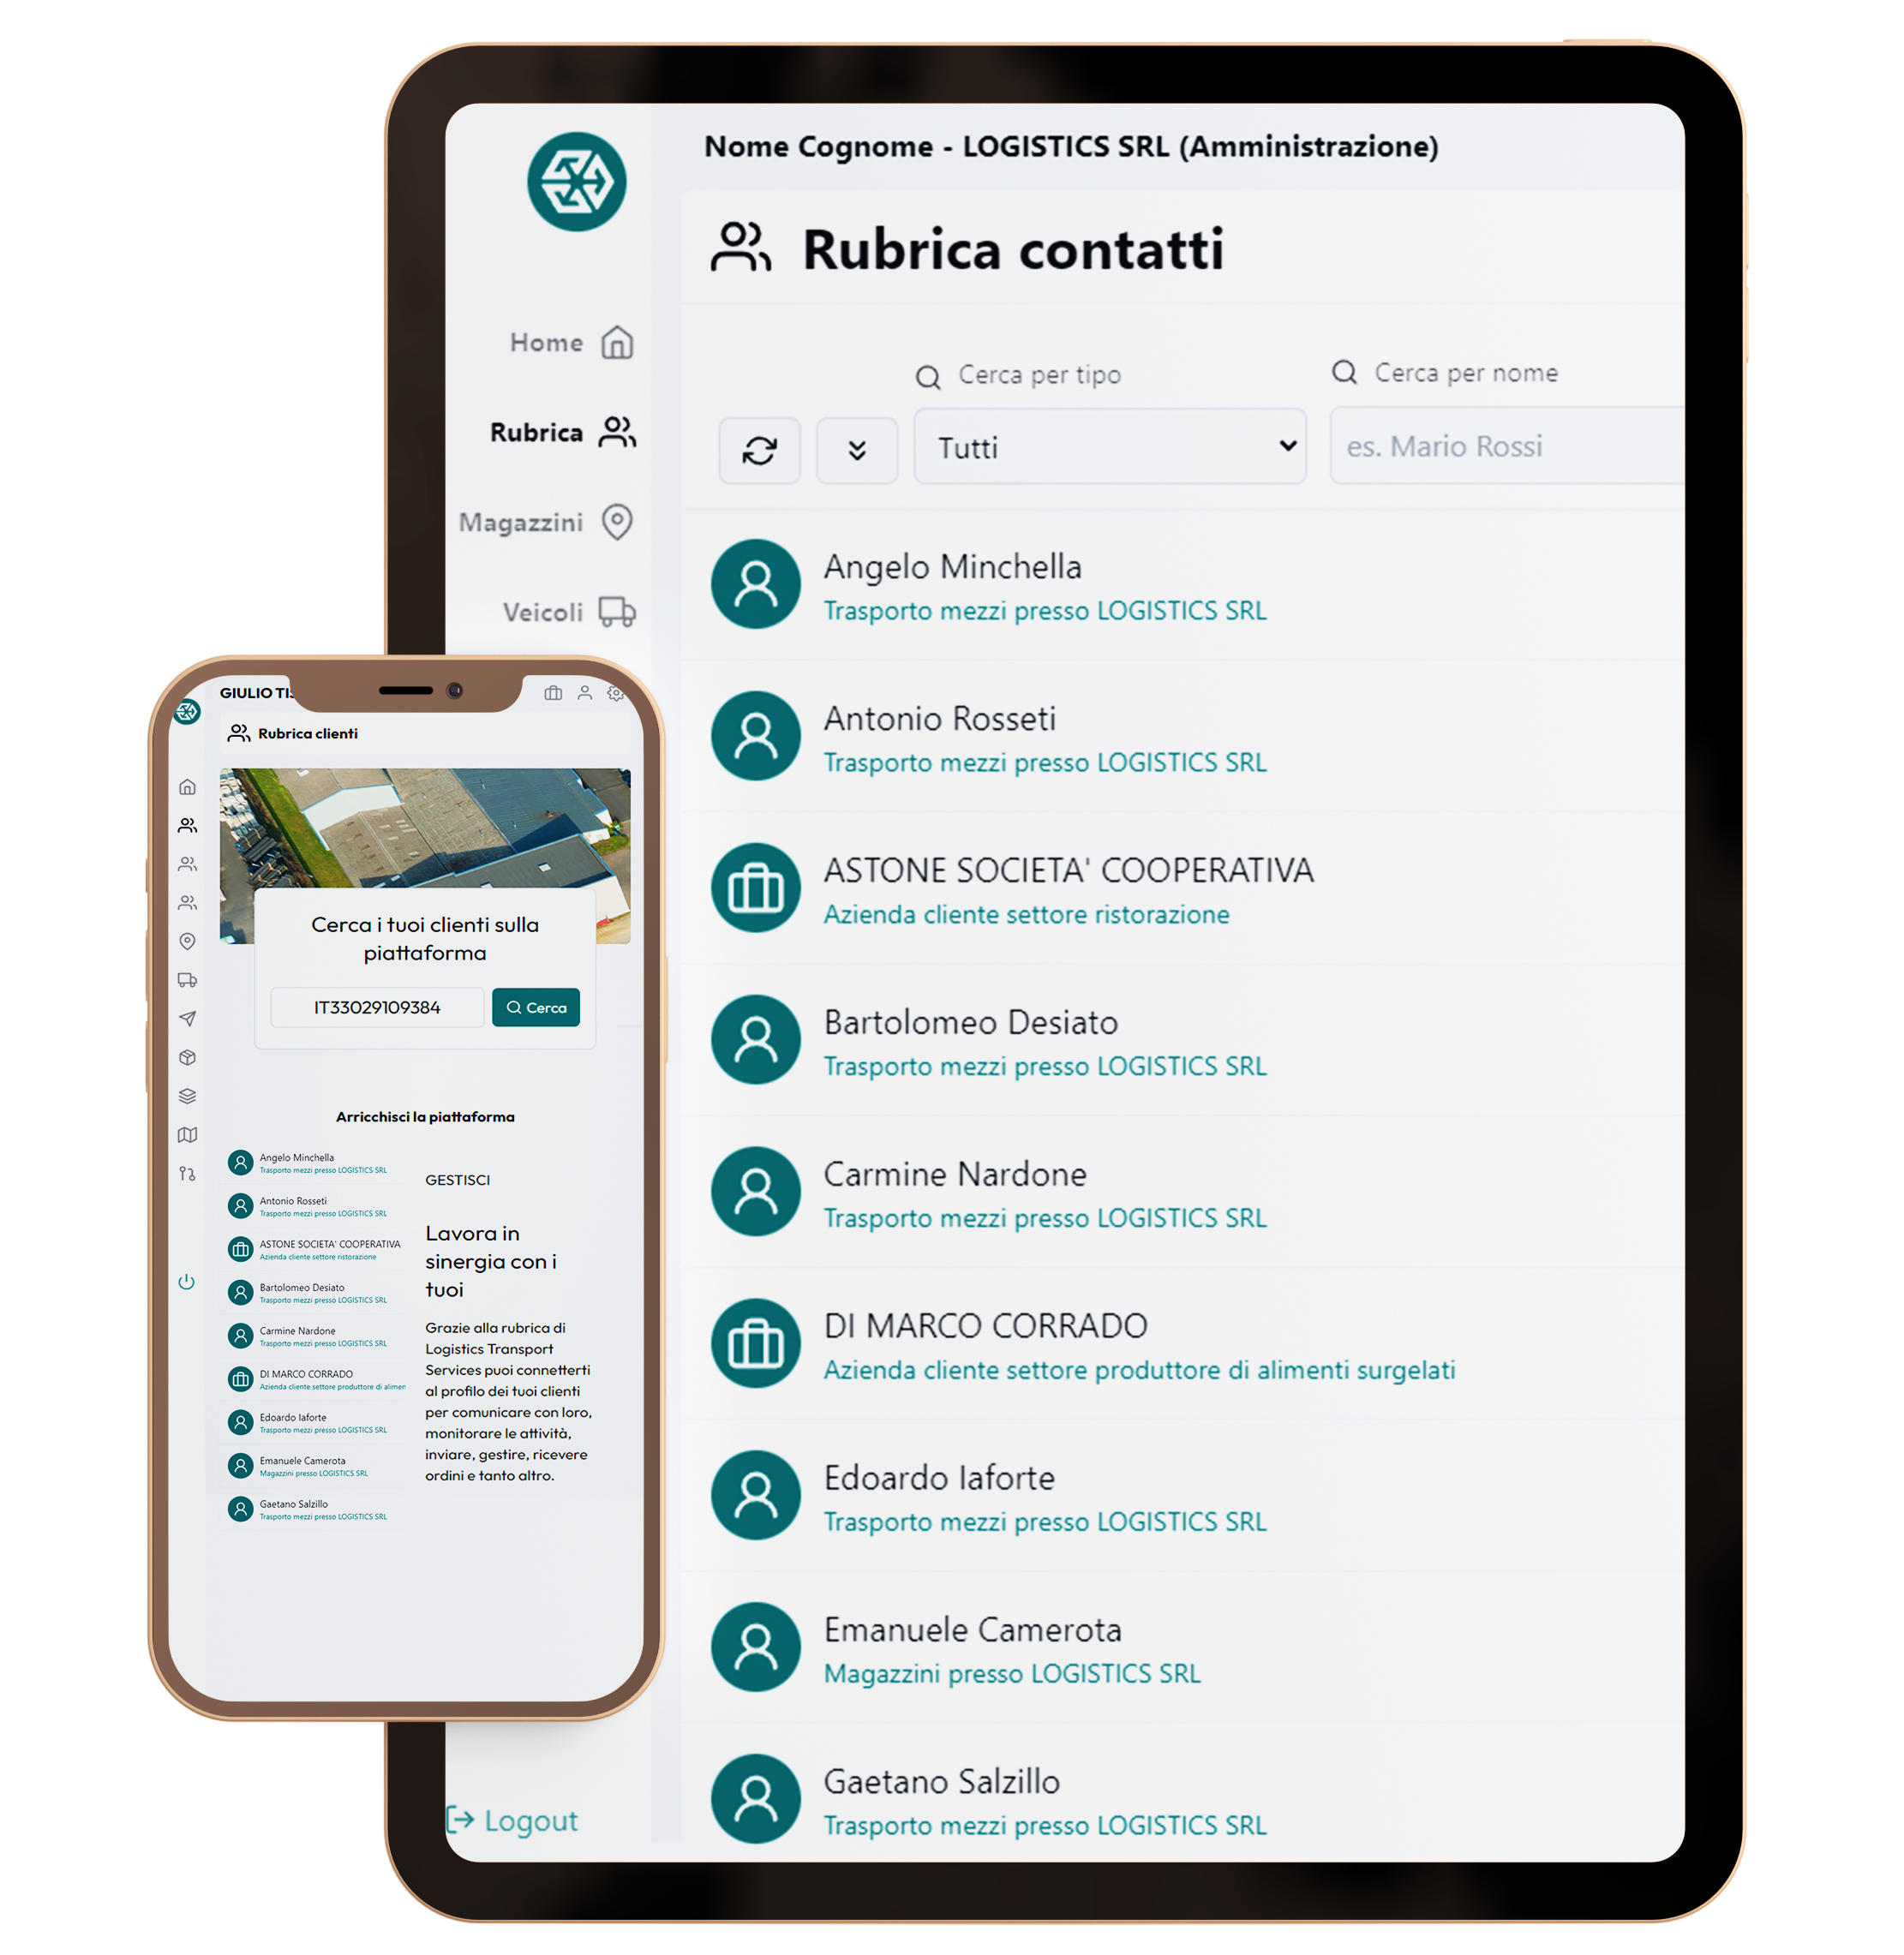 Nome Cognome - LOGISTICS SRL (Amministrazione)
Rubrica contatti
Home
Rubrica
Magazzini
Veicoli
Logout
Cerca per tipo
Cerca per nome
Tutti
es. Mario Rossi
Angelo Minchella
Trasporto mezzi presso LOGISTICS SRL
Antonio Rosseti
Trasporto mezzi presso LOGISTICS SRL
ASTONE SOCIETA' COOPERATIVA
Azienda cliente settore ristorazione
Bartolomeo Desiato
Trasporto mezzi presso LOGISTICS SRL
Carmine Nardone
Trasporto mezzi presso LOGISTICS SRL
DI MARCO CORRADO
Azienda cliente settore produttore di alimenti surgelati
Edoardo Iaforte
Trasporto mezzi presso LOGISTICS SRL
Emanuele Camerota
Magazzini presso LOGISTICS SRL
Gaetano Salzillo
Trasporto mezzi presso LOGISTICS SRL
GIULIO
Rubrica clienti
Cerca i tuoi clienti sulla
piattaforma
IT33029109384
Cerca
Arricchisci la piattaforma
Angelo Minchella
Trasporto mezzi presso LOGISTICS SRL
Antonio Rosseti
Trasporto mezzi presso LOGISTICS SRL
ASTONE SOCIETA' COOPERATIVA
Azienda cliente settore ristorazione
Bartolomeo Desiato
Trasporto mezzi presso LOGISTICS SRL
Carmine Nardone
Trasporto mezzi presso LOGISTICS SRL
DI MARCO CORRADO
Azienda cliente settore produttore di alimen
Edoardo Iaforte
Trasporto mezzi presso LOGISTICS SRL
Emanuele Camerota
Magazzini presso LOGISTICS SRL
Gaetano Salzillo
Trasporto mezzi presso LOGISTICS SRL
GESTISCI
Lavora in
sinergia con i
tuoi
Grazie alla rubrica di
Logistics Transport
Services puoi connetterti
al profilo dei tuoi clienti
per comunicare con loro,
monitorare le attività,
inviare, gestire, ricevere
ordini e tanto altro.